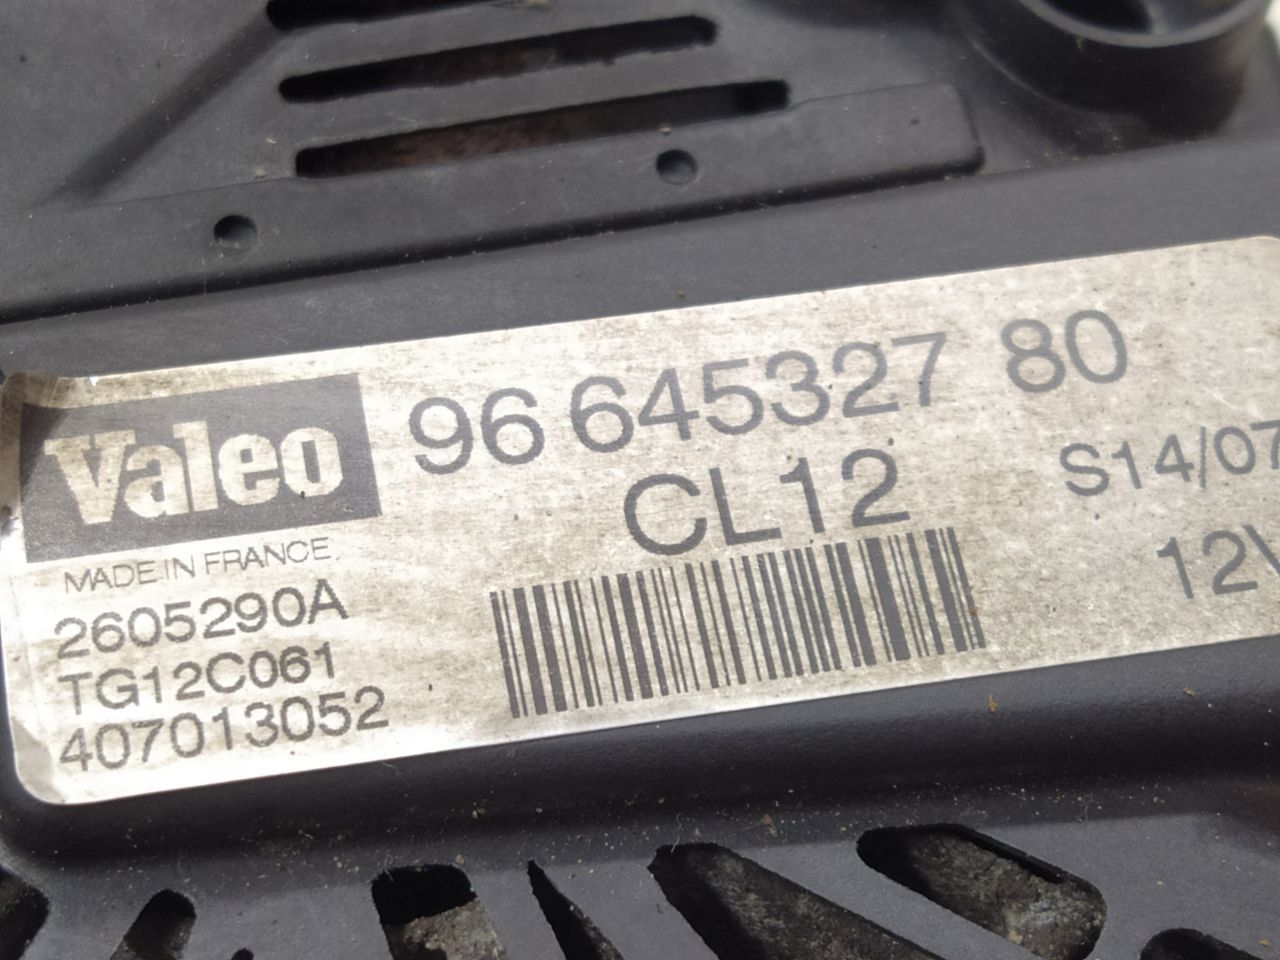 Valeo
96 645327 80
CL12
S14/07
12V
MADE IN FRANCE
2605290A
TG12C061
407013052